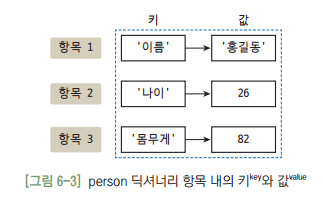 키 값
항목 1 '이름' '홍길동'
항목 2 '나이' 26
항목 3 '몸무게' 82
[그림 6-3] person 딕셔너리 항목 내의 키key와 값value